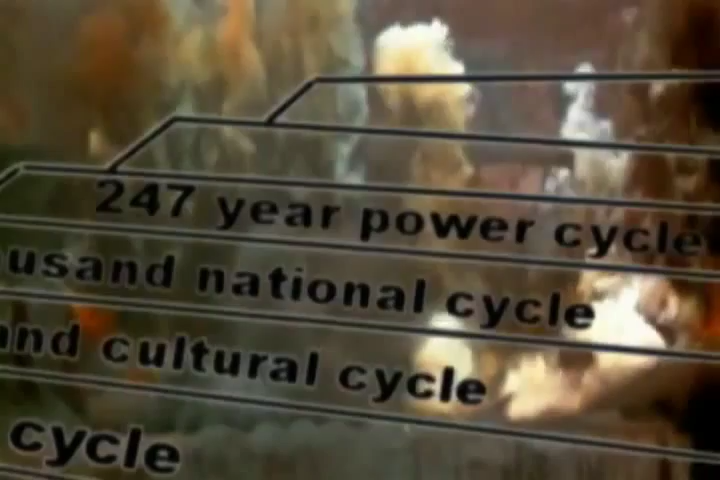 247 year power cycle
usand national cycle
nd cultural cycle
cycle